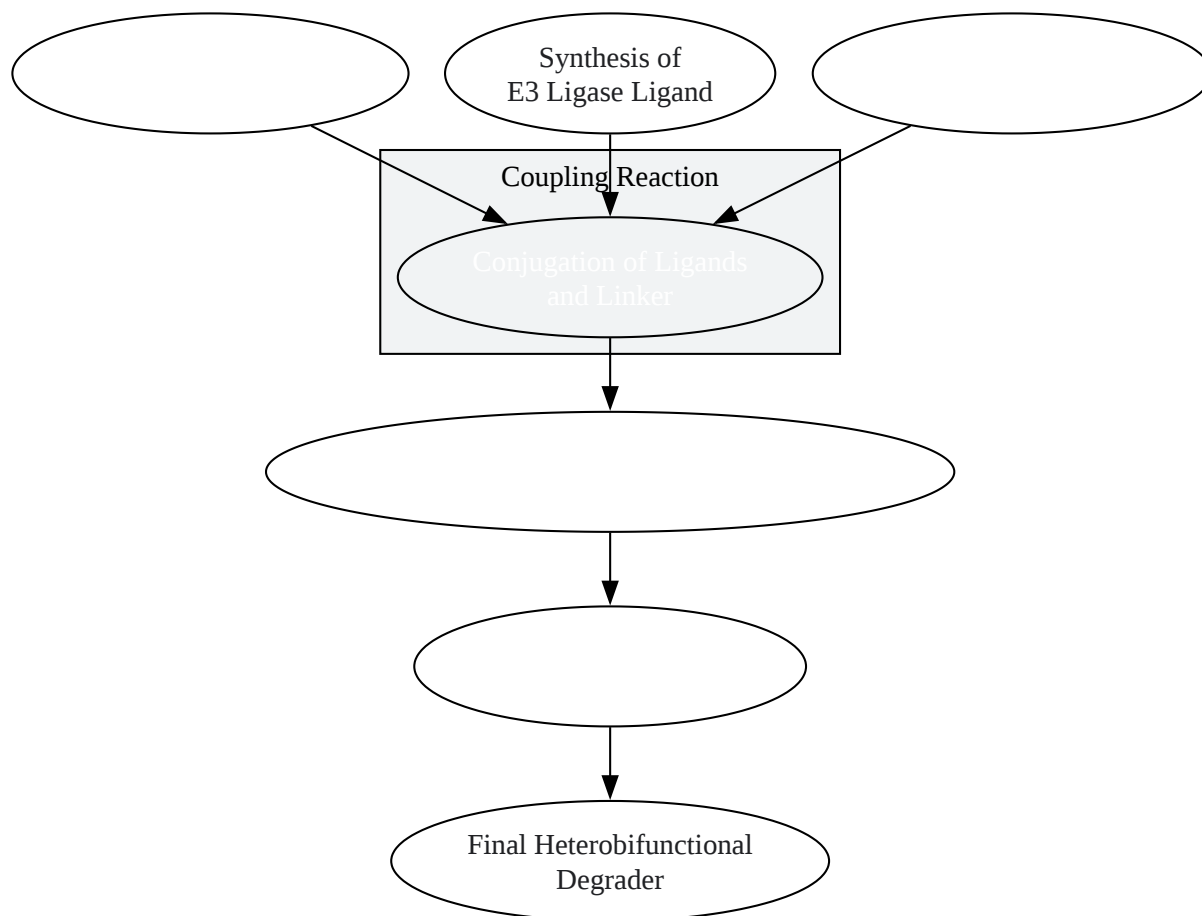 Synthesis of
E3 Ligase Ligand
Coupling Reaction
Conjugation of Ligands
and Linker
Final Heterobifunctional
Degrader